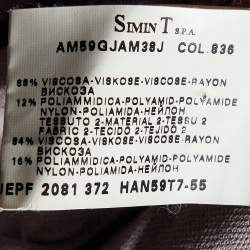 SIMINT S.P.A.
AM59GJAM38J COL.836
88% VISCOSA-VISKOSE-VISCOSE-RAYON
ВИСКОЗА
12% POLIAMMIDICA-POLYAMID-POLYAMIDE
NYLON-POLIAMIDA-НЕЙЛОН
TESSUTO 2-MATERIAL 2-TESSU 2
FABRIC 2-TECIDO 2-TEJIDO 2
84% VISCOSA-VISKOSE-VISCOSE-RAYON
ВИСКОЗА
16% POLIAMMIDICA-POLYAMID-POLYAMIDE
NYLON-POLIAMIDA-НЕЙЛОН
JEPF 2081 372 HAN59T7-55